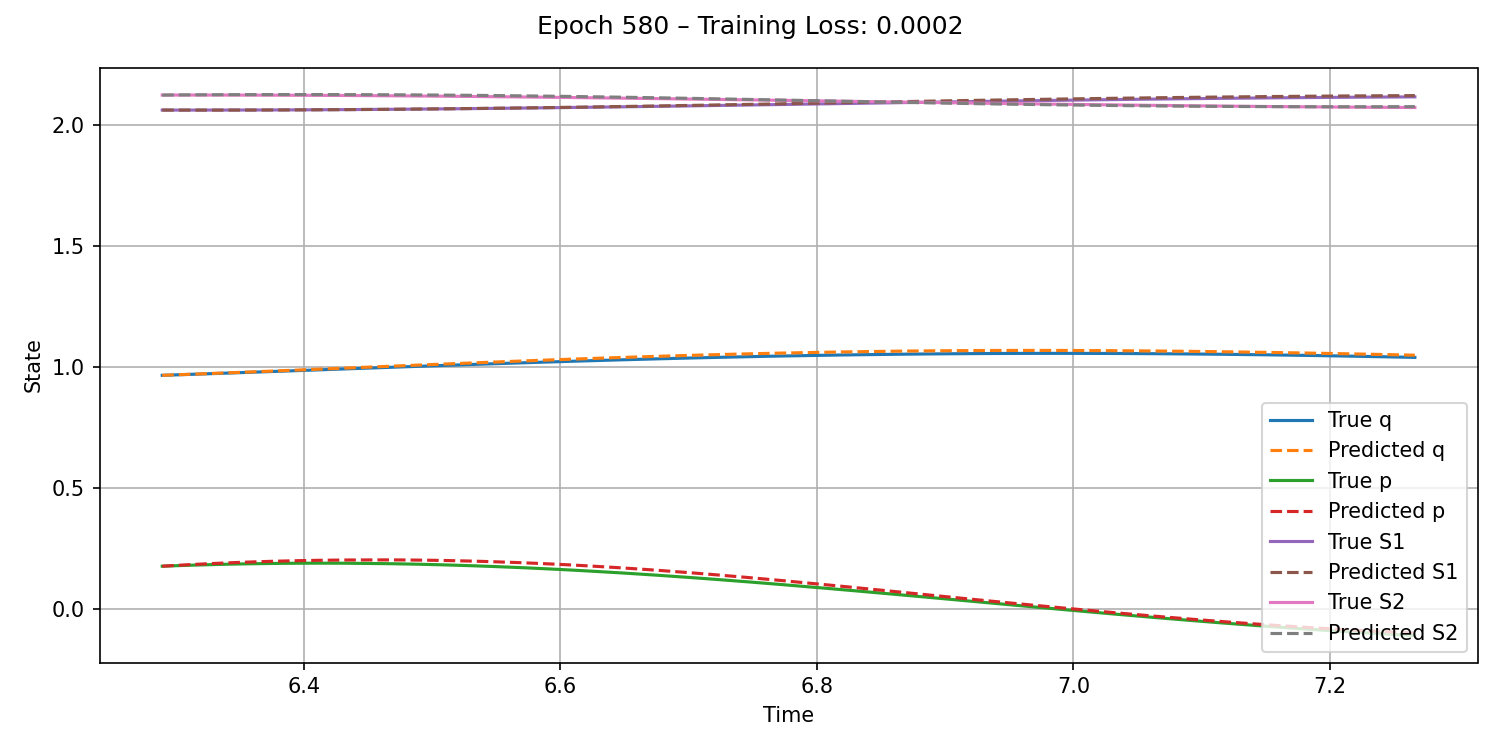 Epoch 580 – Training Loss: 0.0002
State
2.0
1.5
1.0
0.5
0.0
True q
Predicted q
True p
Predicted p
True S1
Predicted S1
True S2
Predicted S2
6.4 6.6 6.8 7.0 7.2
Time